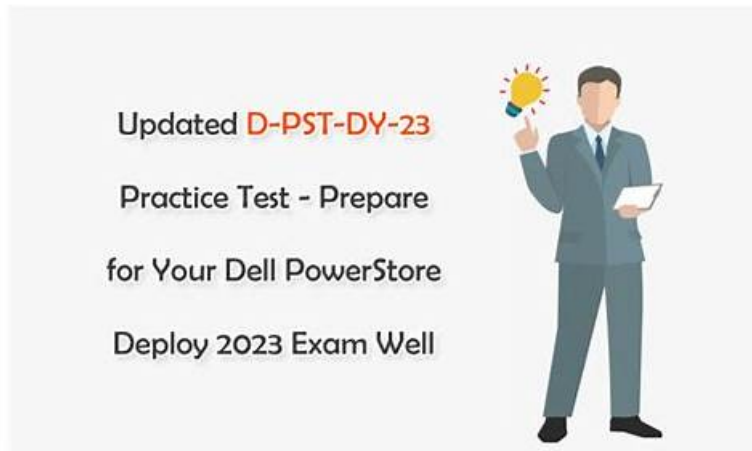 Updated D-PST-DY-23
Practice Test - Prepare
for Your Dell PowerStore
Deploy 2023 Exam Well